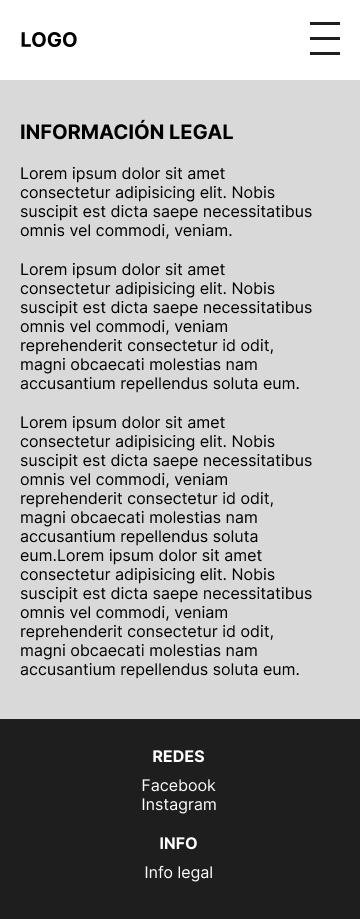 LOGO
INFORMACIÓN LEGAL
Lorem ipsum dolor sit amet
consectetur adipisicing elit. Nobis
suscipit est dicta saepe necessitatibus
omnis vel commodi, veniam.
Lorem ipsum dolor sit amet
consectetur adipisicing elit. Nobis
suscipit est dicta saepe necessitatibus
omnis vel commodi, veniam
reprehenderit consectetur id odit,
magni obcaecati molestias nam
accusantium repellendus soluta eum.
Lorem ipsum dolor sit amet
consectetur adipisicing elit. Nobis
suscipit est dicta saepe necessitatibus
omnis vel commodi, veniam
reprehenderit consectetur id odit,
magni obcaecati molestias nam
accusantium repellendus soluta
eum.Lorem ipsum dolor sit amet
consectetur adipisicing elit. Nobis
suscipit est dicta saepe necessitatibus
omnis vel commodi, veniam
reprehenderit consectetur id odit,
magni obcaecati molestias nam
accusantium repellendus soluta eum.
REDES
Facebook
Instagram
INFO
Info legal